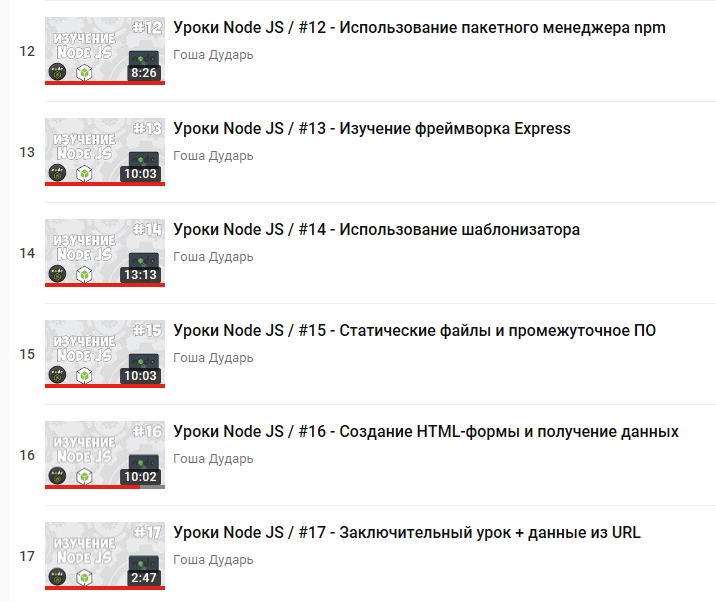 12
ИЗУЧЕНИЕ NODE JS
#12
8:26
Уроки Node JS / #12 - Использование пакетного менеджера npm
Гоша Дударь
13
ИЗУЧЕНИЕ NODE JS
#13
10:03
Уроки Node JS / #13 - Изучение фреймворка Express
Гоша Дударь
14
ИЗУЧЕНИЕ NODE JS
#14
13:13
Уроки Node JS / #14 - Использование шаблонизатора
Гоша Дударь
15
ИЗУЧЕНИЕ NODE JS
#15
10:03
Уроки Node JS / #15 - Статические файлы и промежуточное ПО
Гоша Дударь
16
ИЗУЧЕНИЕ NODE JS
#16
10:02
Уроки Node JS / #16 - Создание HTML-формы и получение данных
Гоша Дударь
17
ИЗУЧЕНИЕ NODE JS
#17
2:47
Уроки Node JS / #17 - Заключительный урок + данные из URL
Гоша Дударь